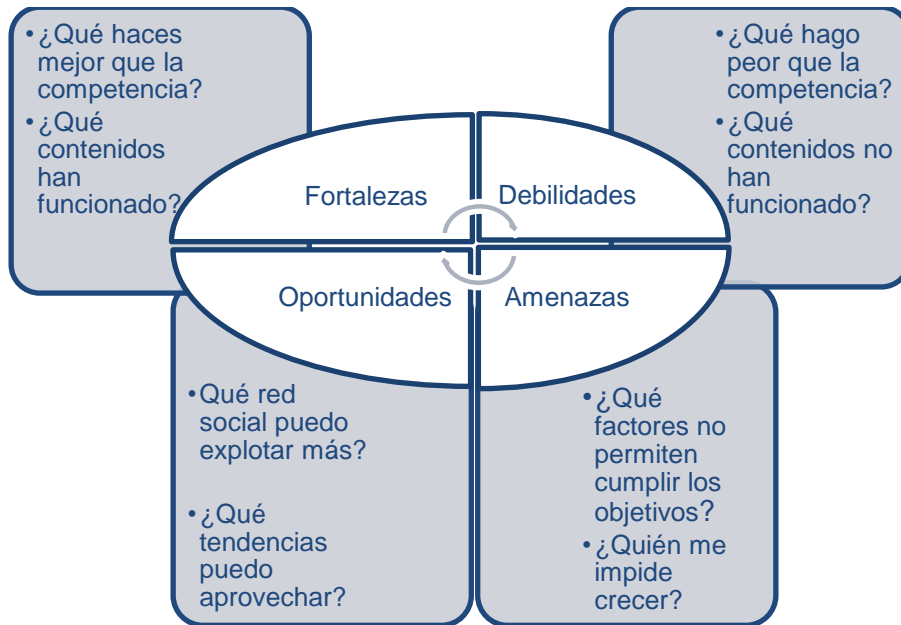 •¿Qué haces
mejor que la
competencia?
•¿Qué
contenidos
han
funcionado?
•¿Qué hago
peor que la
competencia?
•¿Qué
contenidos no
han
funcionado?
Fortalezas
Debilidades
Oportunidades
Amenazas
•Qué red
social puedo
explotar más?
•¿Qué
tendencias
puedo
aprovechar?
•¿Qué
factores no
permiten
cumplir los
objetivos?
•¿Quién me
impide
crecer?